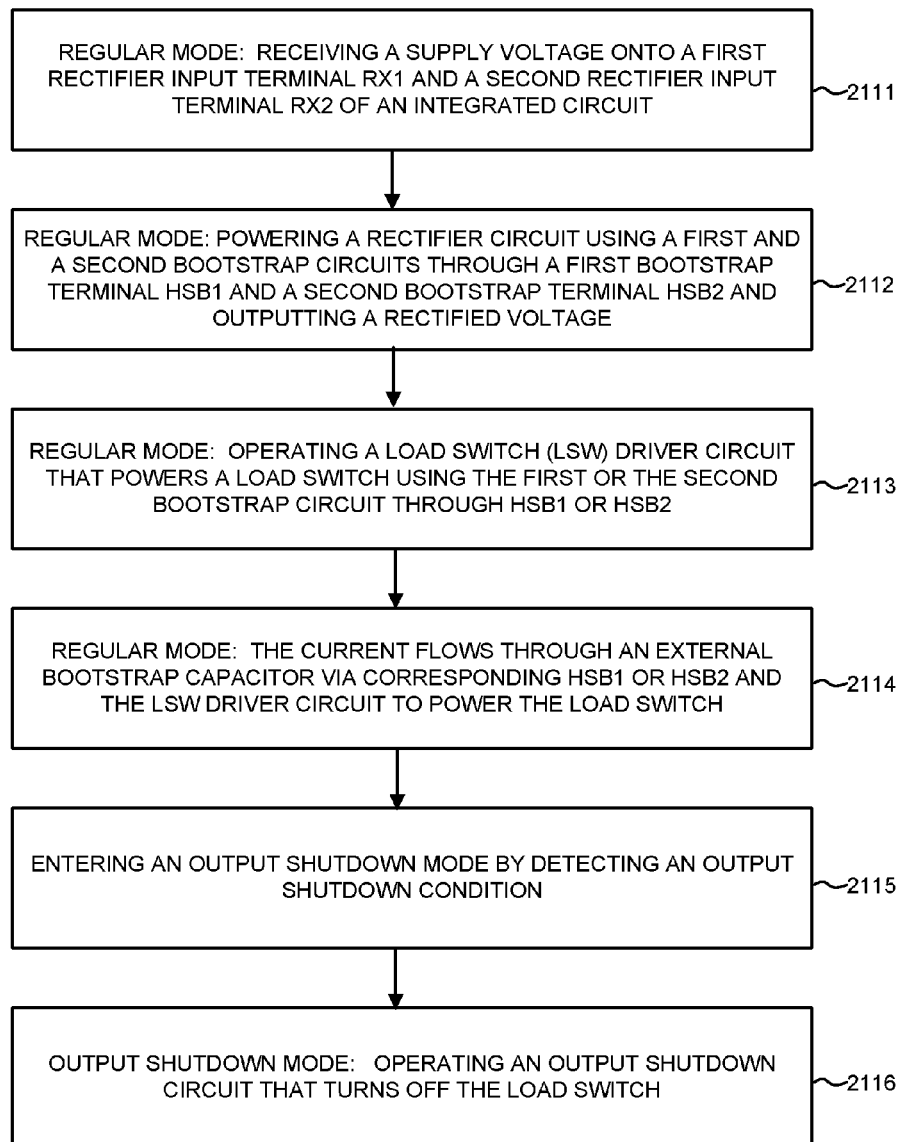 REGULAR MODE: RECEIVING A SUPPLY VOLTAGE ONTO A FIRST
RECTIFIER INPUT TERMINAL RX1 AND A SECOND RECTIFIER INPUT
TERMINAL RX2 OF AN INTEGRATED CIRCUIT
2111
REGULAR MODE: POWERING A RECTIFIER CIRCUIT USING A FIRST AND
A SECOND BOOTSTRAP CIRCUITS THROUGH A FIRST BOOTSTRAP
TERMINAL HSB1 AND A SECOND BOOTSTRAP TERMINAL HSB2 AND
OUTPUTTING A RECTIFIED VOLTAGE
2112
REGULAR MODE: OPERATING A LOAD SWITCH (LSW) DRIVER CIRCUIT
THAT POWERS A LOAD SWITCH USING THE FIRST OR THE SECOND
BOOTSTRAP CIRCUIT THROUGH HSB1 OR HSB2
2113
REGULAR MODE: THE CURRENT FLOWS THROUGH AN EXTERNAL
BOOTSTRAP CAPACITOR VIA CORRESPONDING HSB1 OR HSB2 AND
THE LSW DRIVER CIRCUIT TO POWER THE LOAD SWITCH
2114
ENTERING AN OUTPUT SHUTDOWN MODE BY DETECTING AN OUTPUT
SHUTDOWN CONDITION
2115
OUTPUT SHUTDOWN MODE: OPERATING AN OUTPUT SHUTDOWN
CIRCUIT THAT TURNS OFF THE LOAD SWITCH
2116